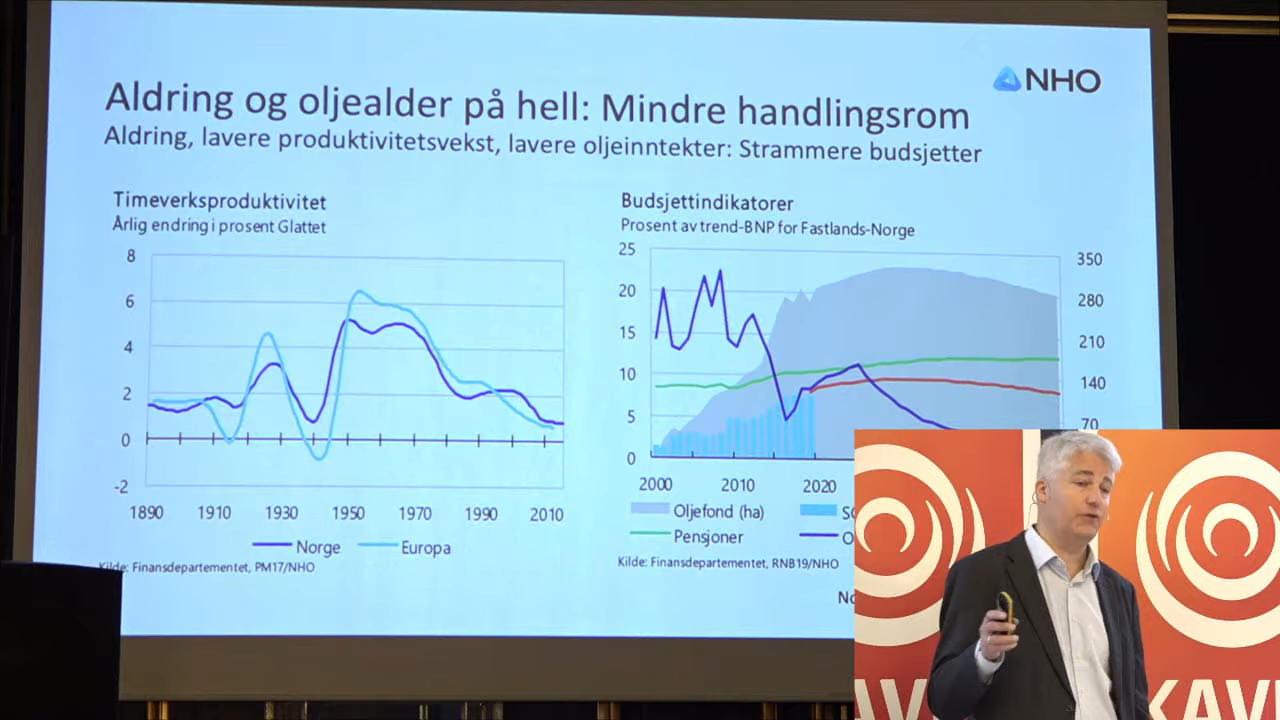 NHO
Aldring og oljealder på hell: Mindre handlingsrom
Aldring, lavere produktivitetsvekst, lavere oljeinntekter: Strammere budsjetter
Timeverksproduktivitet
Årlig endring i prosent Glattet
8
6
4
2
0
-2
1890 1910 1930 1950 1970 1990 2010
Norge Europa
Kilde: Finansdepartementet, PM17/NHO
Budsjettindikatorer
Prosent av trend-BNP for Fastlands-Norge
25
20
15
10
5
0
350
280
210
140
70
2000 2010 2020
Oljefond (ha)
Pensjoner
Kilde: Finansdepartementet, RNB19/NHO